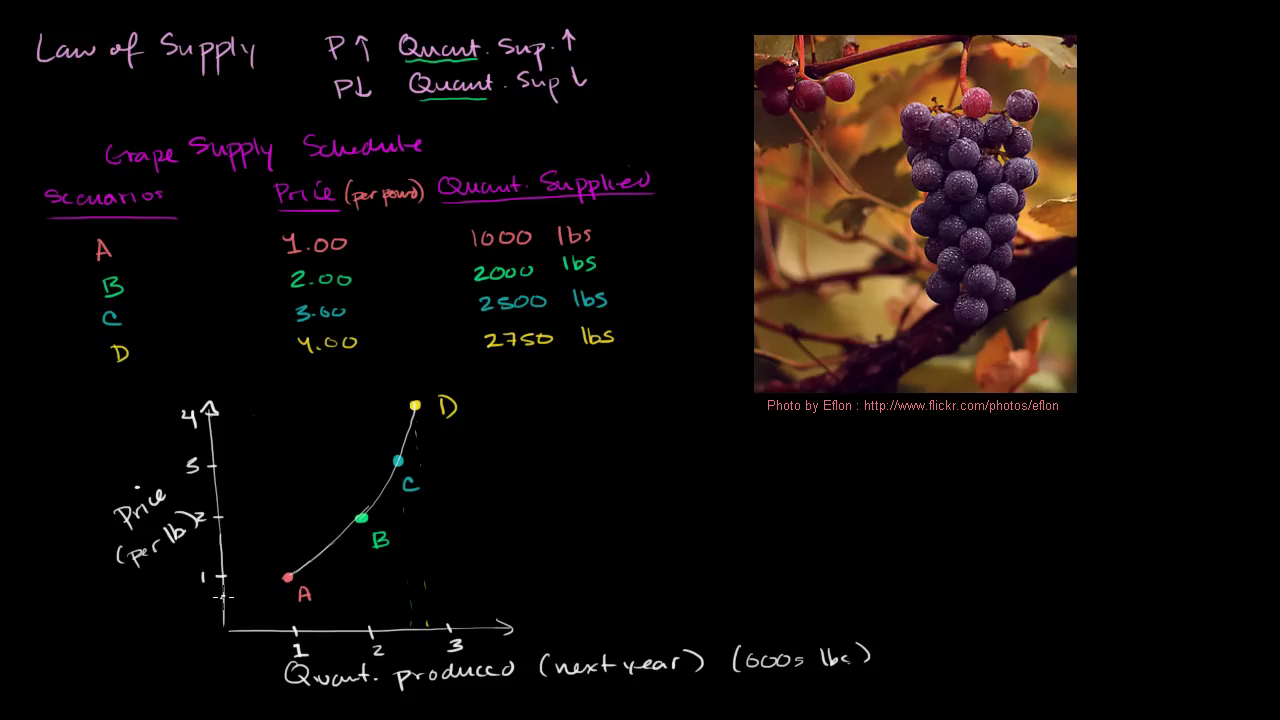 Law of Supply
P↑ Quant. Sup.↑
P↓ Quant. Sup↓
Grape Supply Schedule
Scenarios Price (per pound) Quant. Supplied
A 1.00 1000 lbs
B 2.00 2000 lbs
C 3.00 2500 lbs
D 4.00 2750 lbs
Photo by Eflon : http://www.flickr.com/photos/eflon
4
D
3
C
Price
(per lb)
2
B
1
A
1 2 3
Quant. produced (next year) (000s lbs)